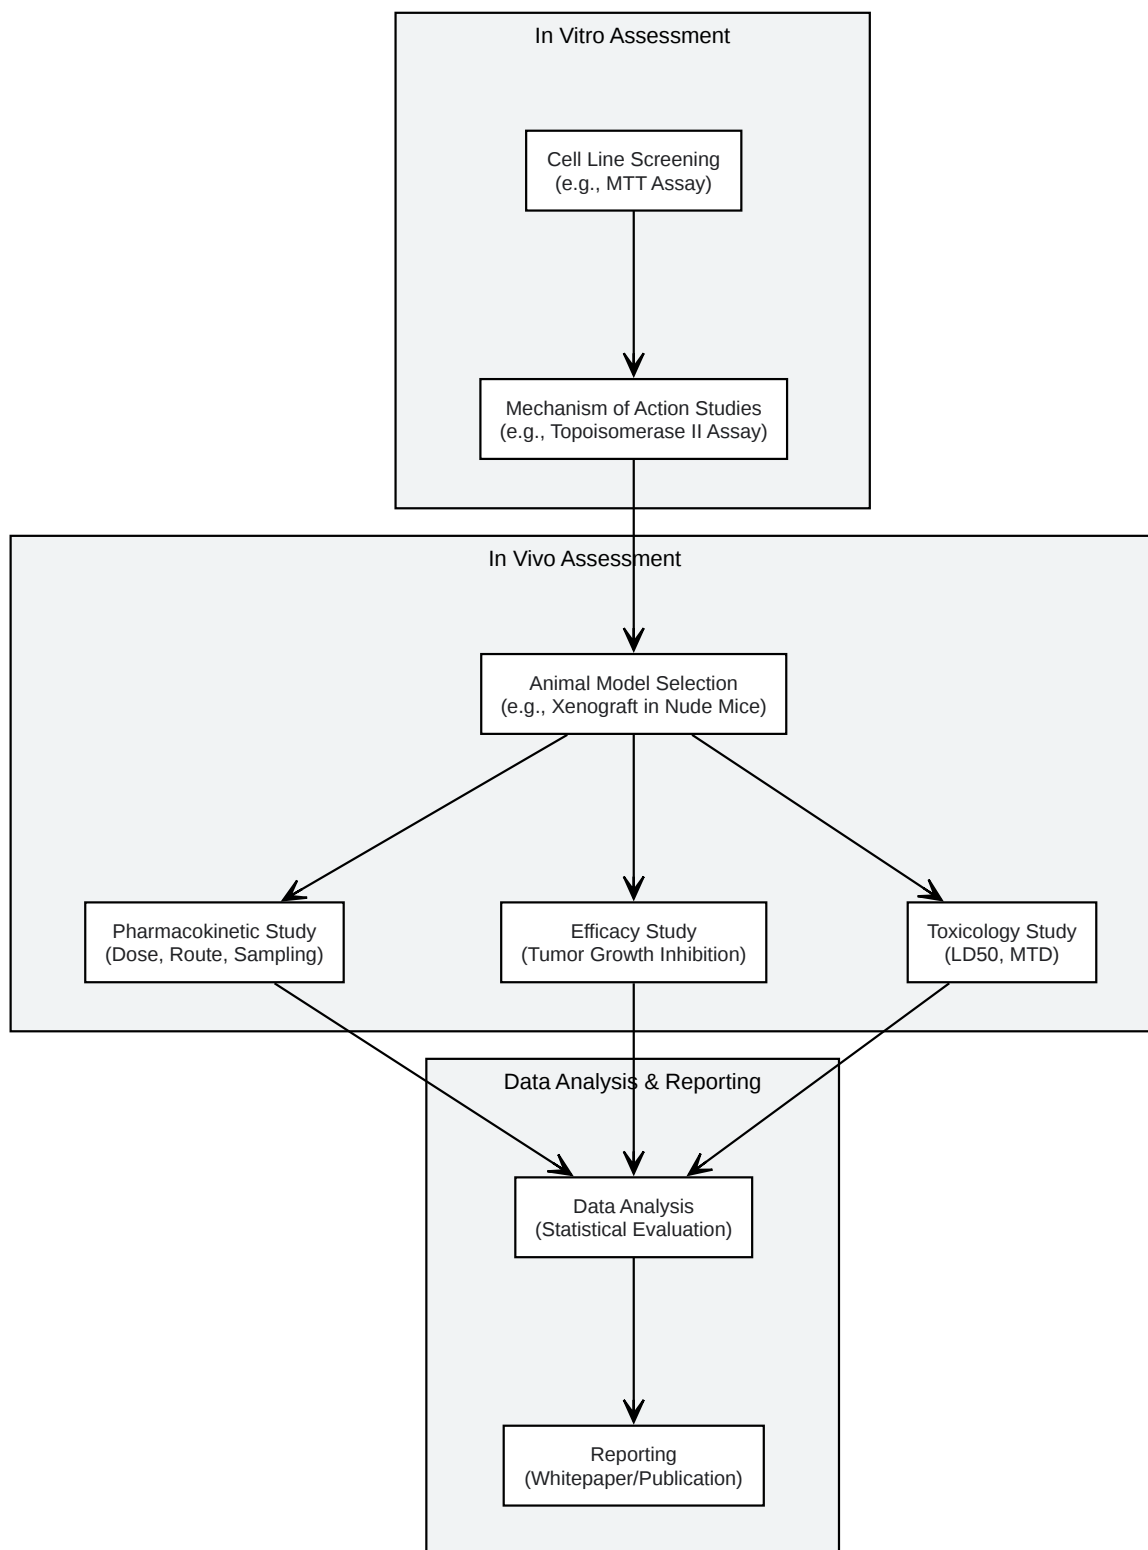 In Vitro Assessment
Cell Line Screening
(e.g., MTT Assay)
Mechanism of Action Studies
(e.g., Topoisomerase II Assay)
In Vivo Assessment
Animal Model Selection
(e.g., Xenograft in Nude Mice)
Pharmacokinetic Study
(Dose, Route, Sampling)
Efficacy Study
(Tumor Growth Inhibition)
Toxicology Study
(LD50, MTD)
Data Analysis & Reporting
Data Analysis
(Statistical Evaluation)
Reporting
(Whitepaper/Publication)